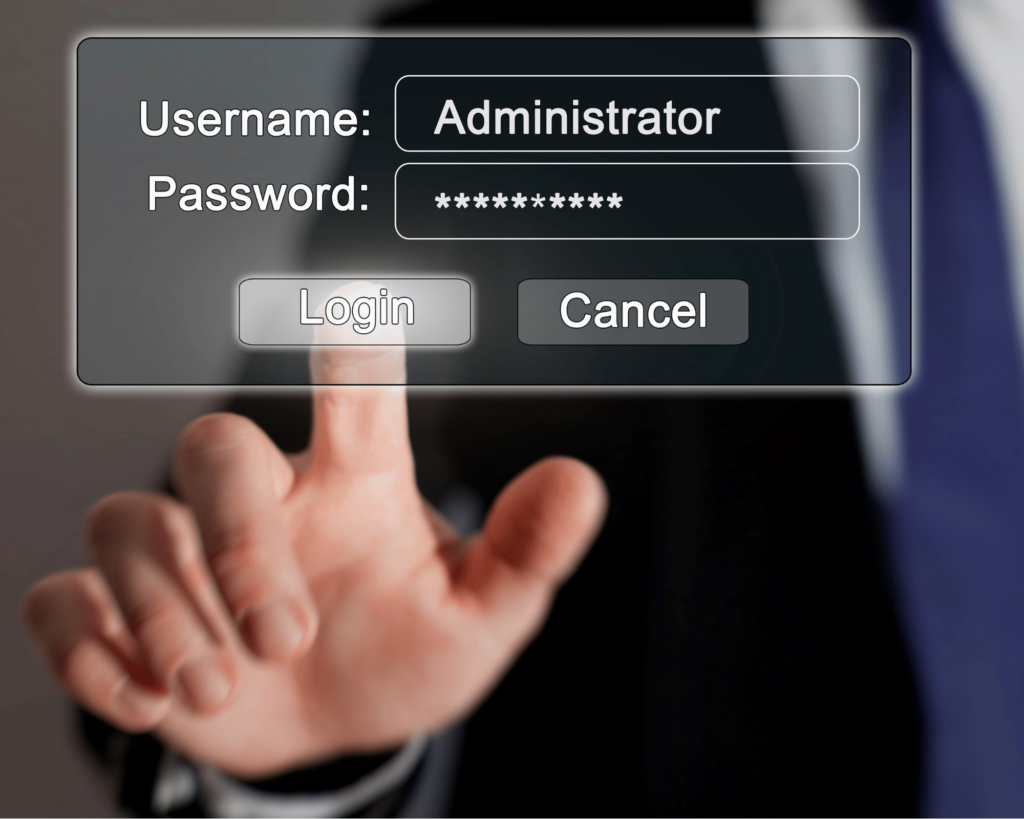 Username: Administrator
Password: **********
Login Cancel